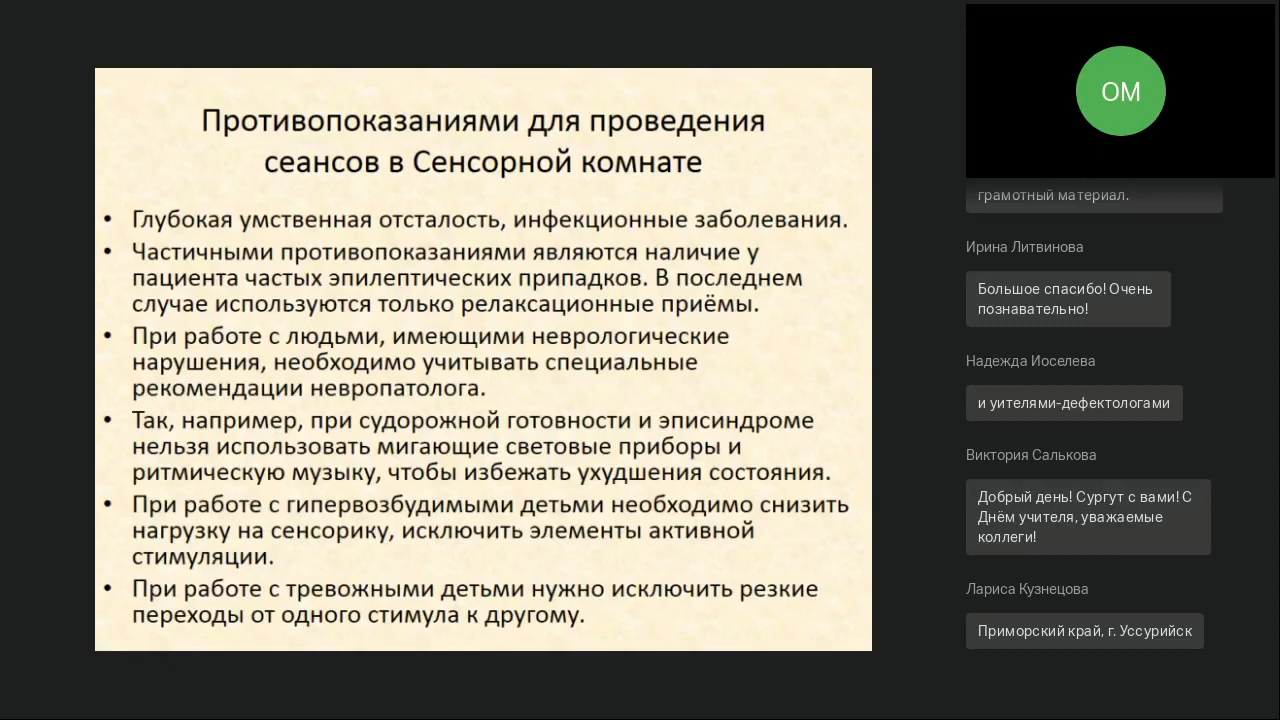 Противопоказаниями для проведения
сеансов в Сенсорной комнате
• Глубокая умственная отсталость, инфекционные заболевания.
• Частичными противопоказаниями являются наличие у
пациента частых эпилептических припадков. В последнем
случае используются только релаксационные приёмы.
• При работе с людьми, имеющими неврологические
нарушения, необходимо учитывать специальные
рекомендации невропатолога.
• Так, например, при судорожной готовности и эписиндроме
нельзя использовать мигающие световые приборы и
ритмическую музыку, чтобы избежать ухудшения состояния.
• При работе с гипервозбудимыми детьми необходимо снизить
нагрузку на сенсорику, исключить элементы активной
стимуляции.
• При работе с тревожными детьми нужно исключить резкие
переходы от одного стимула к другому.
ОМ
грамотный материал.
Ирина Литвинова
Большое спасибо! Очень
познавательно!
Надежда Иоселева
и уителями-дефектологами
Виктория Салькова
Добрый день! Сургут с вами! С
Днём учителя, уважаемые
коллеги!
Лариса Кузнецова
Приморский край, г. Уссурийск